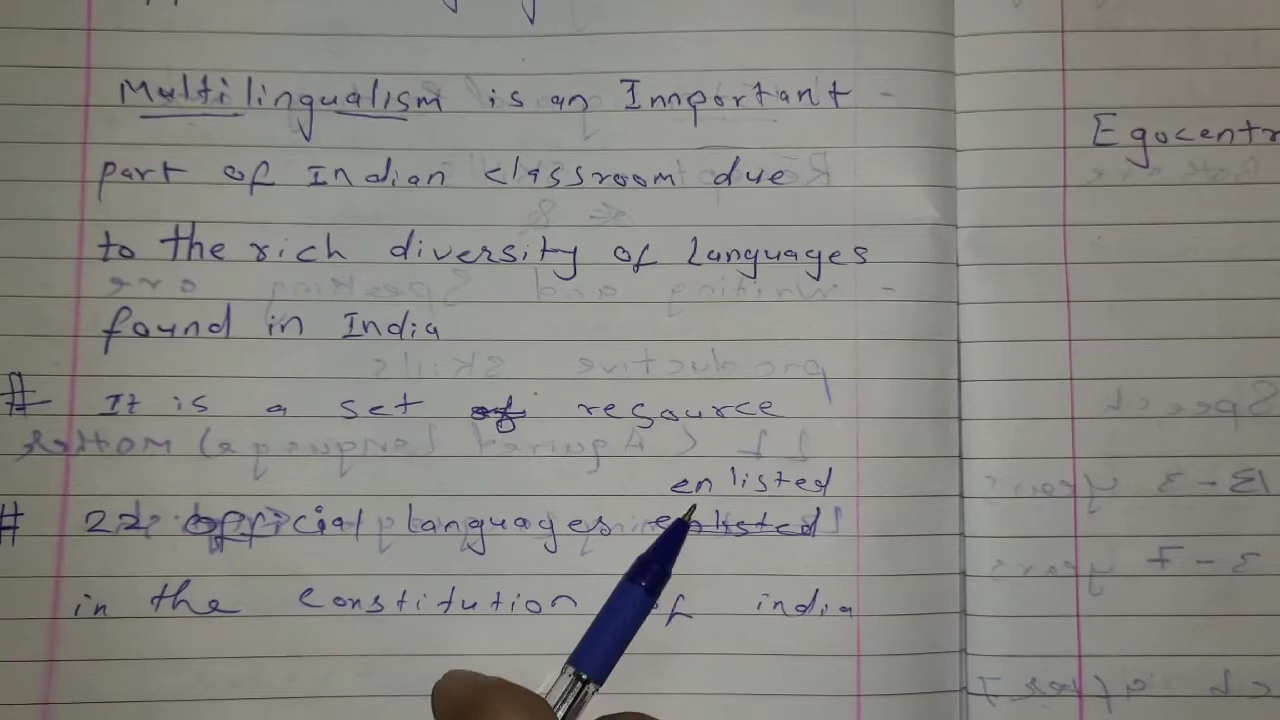 Multilingualism is an Imnportant
part of Indian classroom due
to the rich diversity of Languages
found in India
# It is a set of resource
enlisted
# 22 official languages enlisted
in the constitution of india
Egocentr